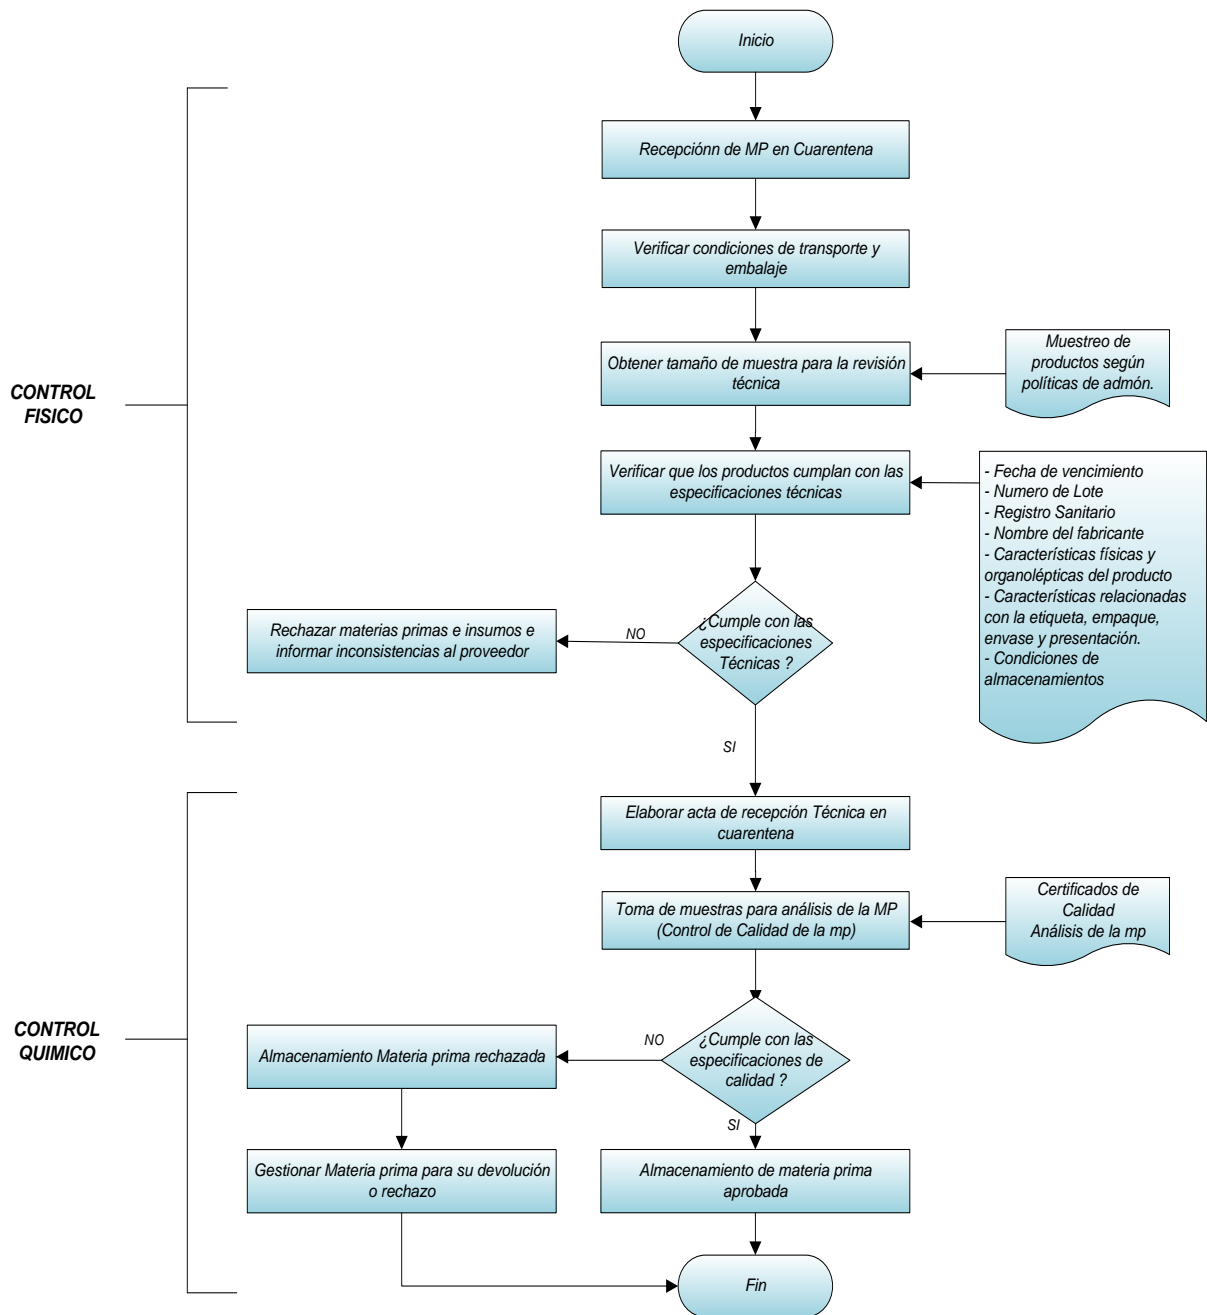 Inicio
Recepciónn de MP en Cuarentena
Verificar condiciones de transporte y
embalaje
Obtener tamaño de muestra para la revisión
técnica
Muestreo de
productos según
políticas de admón.
CONTROL
FISICO
Verificar que los productos cumplan con las
especificaciones técnicas
- Fecha de vencimiento
- Numero de Lote
- Registro Sanitario
- Nombre del fabricante
- Características físicas y
organolépticas del producto
- Características relacionadas
con la etiqueta, empaque,
envase y presentación.
- Condiciones de
almacenamientos
¿Cumple con las
especificaciones
Técnicas ?
NO
Rechazar materias primas e insumos e
informar inconsistencias al proveedor
SI
Elaborar acta de recepción Técnica en
cuarentena
Toma de muestras para análisis de la MP
(Control de Calidad de la mp)
Certificados de
Calidad
Análisis de la mp
CONTROL
QUIMICO
¿Cumple con las
especificaciones de
calidad ?
NO
Almacenamiento Materia prima rechazada
SI
Gestionar Materia prima para su devolución
o rechazo
Almacenamiento de materia prima
aprobada
Fin